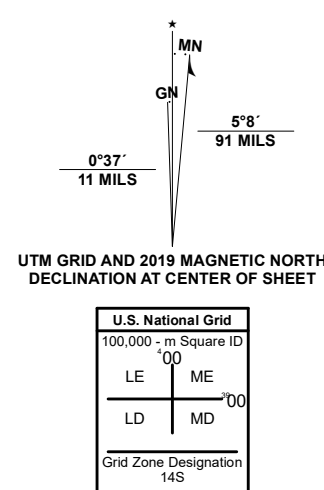 ★
MN
GN
5°8´
91 MILS
0°37´
11 MILS
UTM GRID AND 2019 MAGNETIC NORTH
DECLINATION AT CENTER OF SHEET
U.S. National Grid
100,000 - m Square ID
⁴00
LE ME
³⁹00
LD MD
Grid Zone Designation
14S